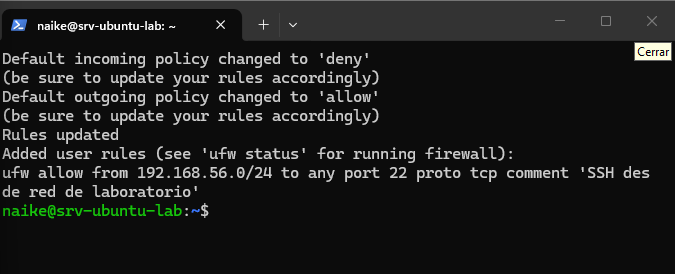 naike@srv-ubuntu-lab: ~
Cerrar
Default incoming policy changed to 'deny'
(be sure to update your rules accordingly)
Default outgoing policy changed to 'allow'
(be sure to update your rules accordingly)
Rules updated
Added user rules (see 'ufw status' for running firewall):
ufw allow from 192.168.56.0/24 to any port 22 proto tcp comment 'SSH des
de red de laboratorio'
naike@srv-ubuntu-lab:~$